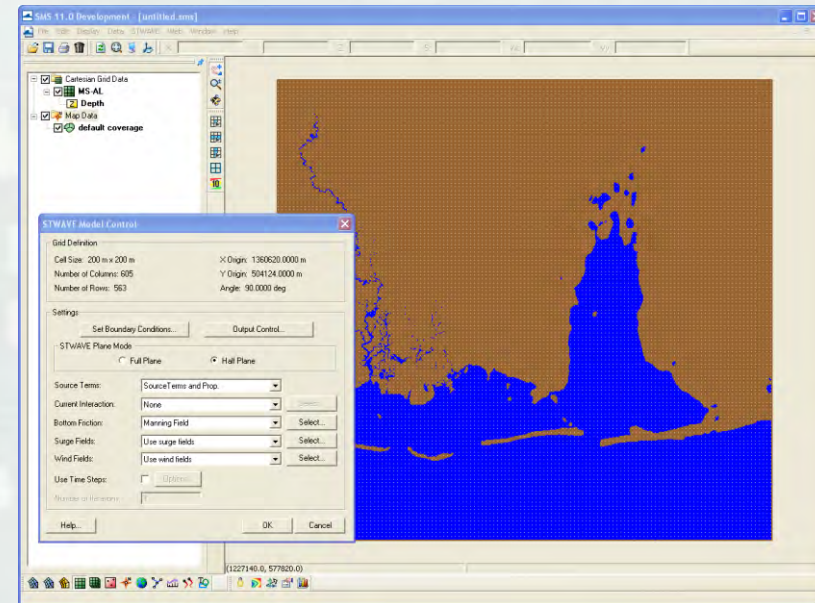 SMS 11.0 Development - [untitled.sms]
File Edit Display Data STWAVE Web Window Help
X: Y: Z: S: Vx: Vy:
Cartesian Grid Data
MS-AL
Depth
Map Data
default coverage
STWAVE Model Control
Grid Definition
Cell Size: 200 m x 200 m
X Origin: 1360620.0000 m
Number of Columns: 605
Y Origin: 504124.0000 m
Number of Rows: 563
Angle: 90.0000 deg
Settings
Set Boundary Conditions...
Output Control...
STWAVE Plane Mode
Full Plane
Half Plane
Source Terms:
SourceTerms and Prop.
Current Interaction:
None
Bottom Friction:
Manning Field
Select...
Surge Fields:
Use surge fields
Select...
Wind Fields:
Use wind fields
Select...
Use Time Steps:
Options...
Number of Iterations:
Help...
OK
Cancel
(1227140.0, 577820.0)